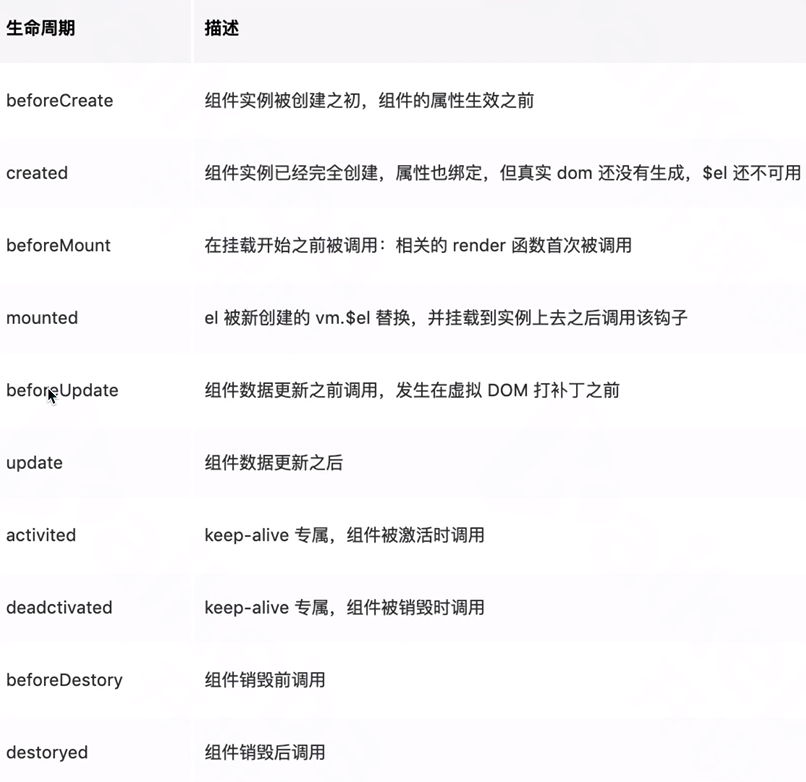 生命周期 描述
beforeCreate 组件实例被创建之初，组件的属性生效之前
created 组件实例已经完全创建，属性也绑定，但真实 dom 还没有生成，$el 还不可用
beforeMount 在挂载开始之前被调用：相关的 render 函数首次被调用
mounted el 被新创建的 vm.$el 替换，并挂载到实例上去之后调用该钩子
beforeUpdate 组件数据更新之前调用，发生在虚拟 DOM 打补丁之前
update 组件数据更新之后
activited keep-alive 专属，组件被激活时调用
deadctivated keep-alive 专属，组件被销毁时调用
beforeDestory 组件销毁前调用
destoryed 组件销毁后调用